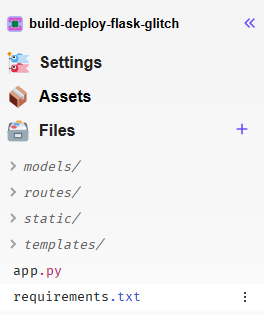 build-deploy-flask-glitch
Settings
Assets
Files
models/
routes/
static/
templates/
app.py
requirements.txt